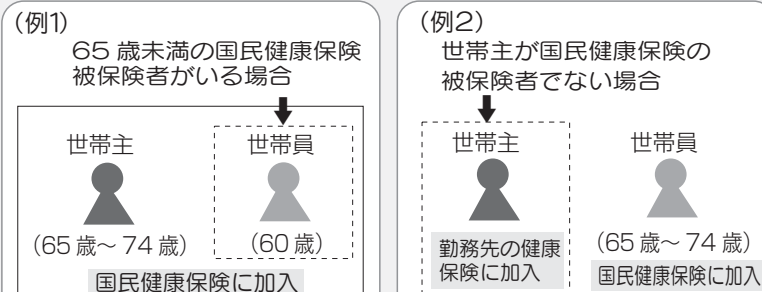 （例1）
65 歳未満の国民健康保険
被保険者がいる場合
世帯主
世帯員
（65 歳～ 74 歳）
（60 歳）
国民健康保険に加入
（例2）
世帯主が国民健康保険の
被保険者でない場合
世帯主
世帯員
勤務先の健康
保険に加入
（65 歳～ 74 歳）
国民健康保険に加入